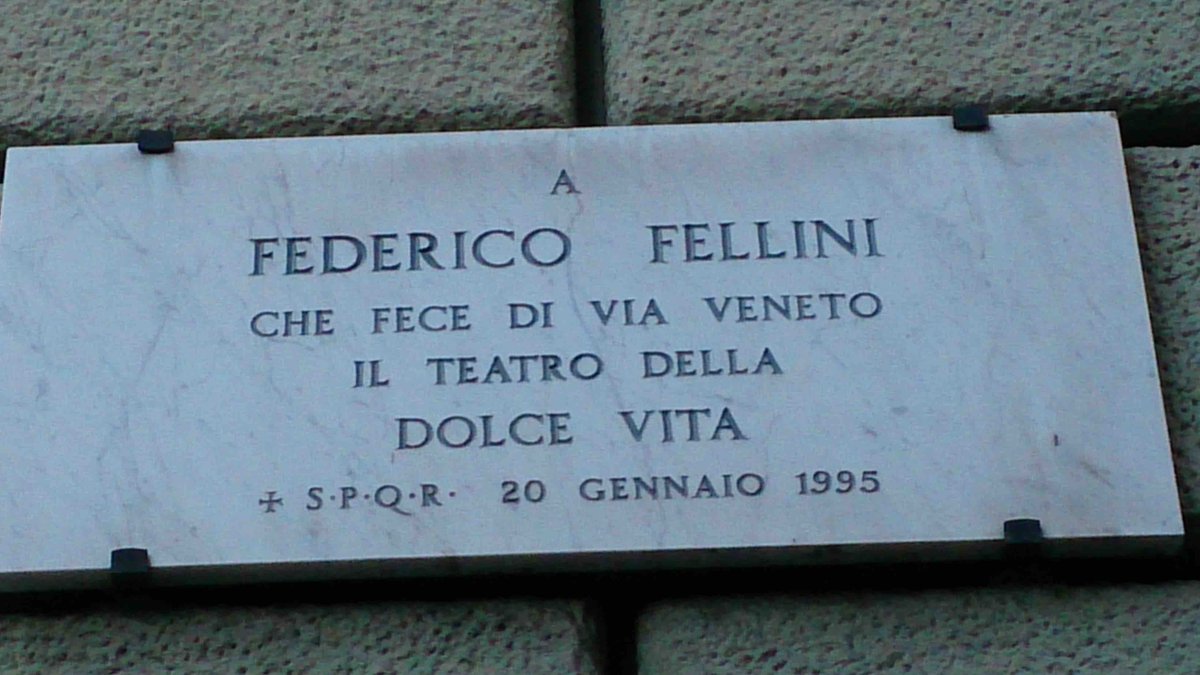 A
FEDERICO FELLINI
CHE FECE DI VIA VENETO
IL TEATRO DELLA
DOLCE VITA
✠ S·P·Q·R· 20 GENNAIO 1995